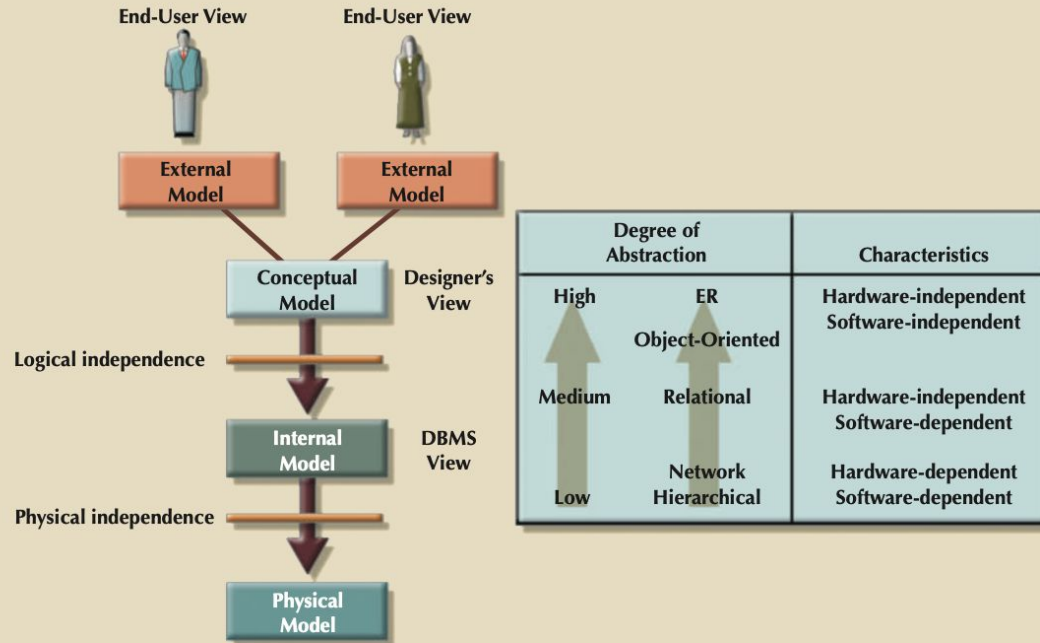 End-User View
End-User View
External
Model
External
Model
Conceptual
Model
Designer's
View
Logical independence
Internal
Model
DBMS
View
Physical independence
Physical
Model
Degree of
Abstraction
Characteristics
High
ER
Hardware-independent
Software-independent
Object-Oriented
Medium
Relational
Hardware-independent
Software-dependent
Network
Hardware-dependent
Low
Hierarchical
Software-dependent